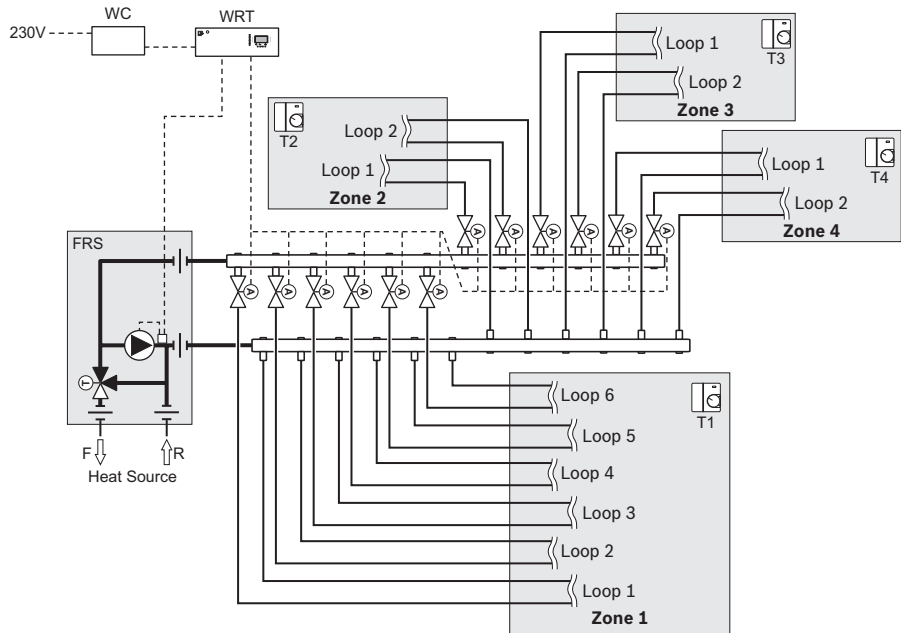 WC
WRT
230V
Loop 1
T3
Loop 2
Zone 3
T2
Loop 2
Loop 1
Zone 2
Loop 1
T4
Loop 2
Zone 4
A A A A A A
FRS
A A A A A A
T
F
R
Heat Source
Loop 6
T1
Loop 5
Loop 4
Loop 3
Loop 2
Loop 1
Zone 1